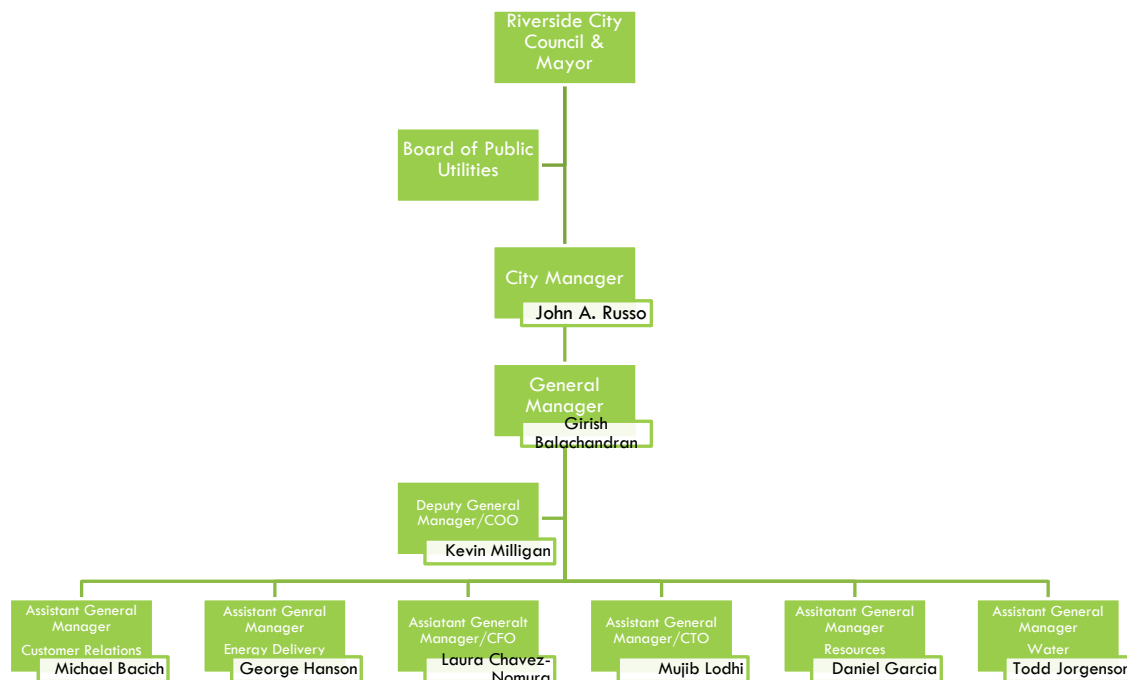 Riverside City
Council &
Mayor
Board of Public
Utilities
City Manager
John A. Russo
General
Manager
Girish
Balachandran
Deputy General
Manager/COO
Kevin Milligan
Assistant General
Manager
Customer Relations
Michael Bacich
Assistant Genral
Manager
Energy Delivery
George Hanson
Assiatant Generalt
Manager/CFO
Laura Chavez-
Nomura
Assistant General
Manager/CTO
Mujib Lodhi
Assitatant General
Manager
Resources
Daniel Garcia
Assistant General
Manager
Water
Todd Jorgenson